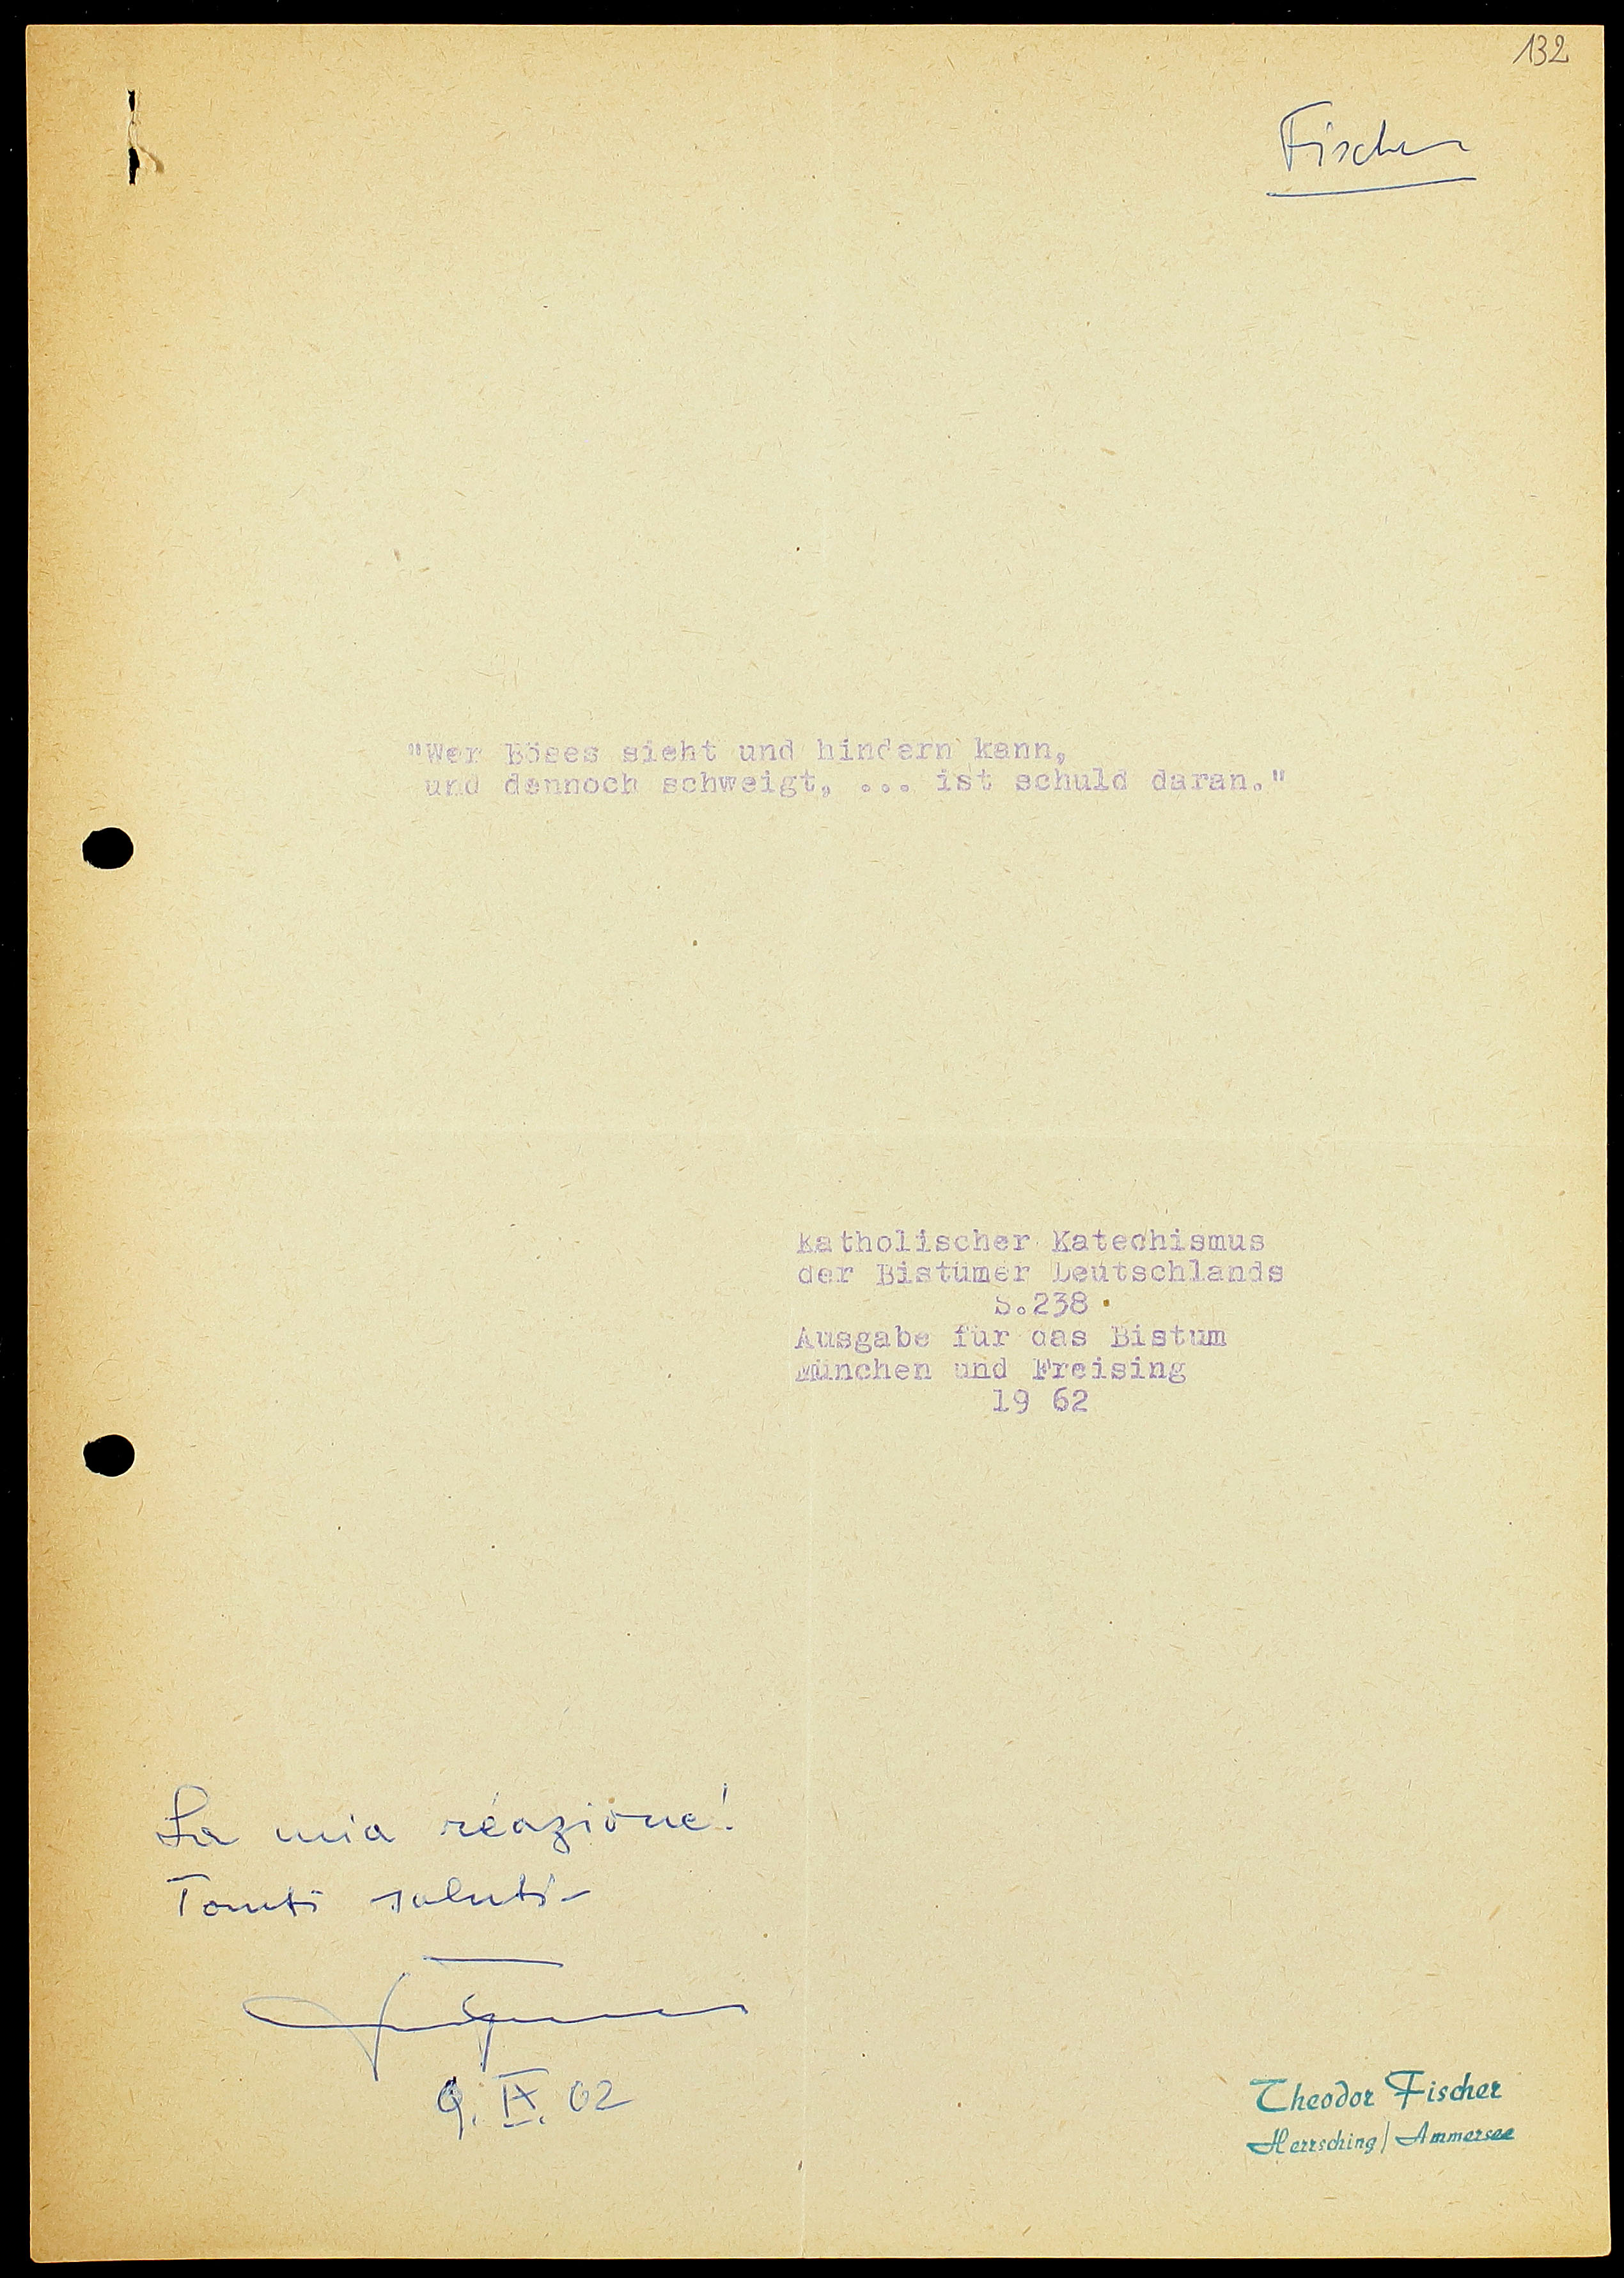 132
Fischer
"Wer Böses sieht und hindern kann,
und dennoch schweigt, ... ist schuld daran."
Katholischer Katechismus
der Bistümer Deutschlands
S.238
Ausgabe für das Bistum
München und Freising
19 62
La mia reazione!
Tanti saluti
9. IX. 62
Theodor Fischer
Herrsching/Ammersee